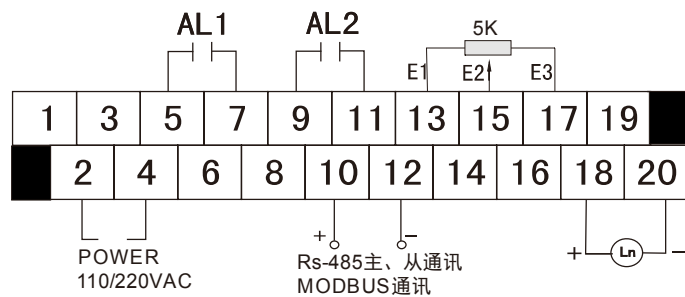 AL1 AL2 5K
E1 E2 E3
1 3 5 7 9 11 13 15 17 19
2 4 6 8 10 12 14 16 18 20
+ − + Ln −
POWER Rs-485主、从通讯
110/220VAC MODBUS通讯